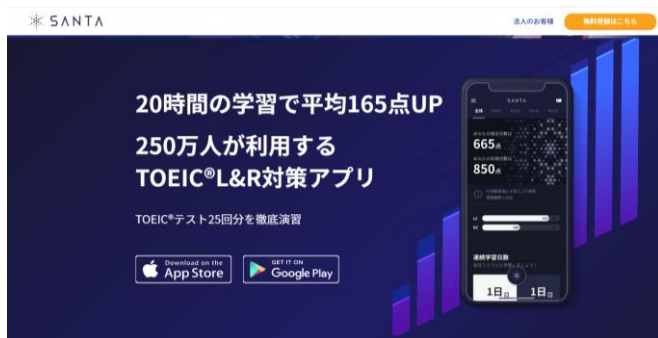 SANTA
法人のお客様
無料登録はこちら
20時間の学習で平均165点UP
250万人が利用する
TOEIC®L&R対策アプリ
TOEIC®テスト25回分を徹底演習
Download on the
App Store
GET IT ON
Google Play
SANTA
665点
850点
LC
RC
連続学習日数
1日目
1日目